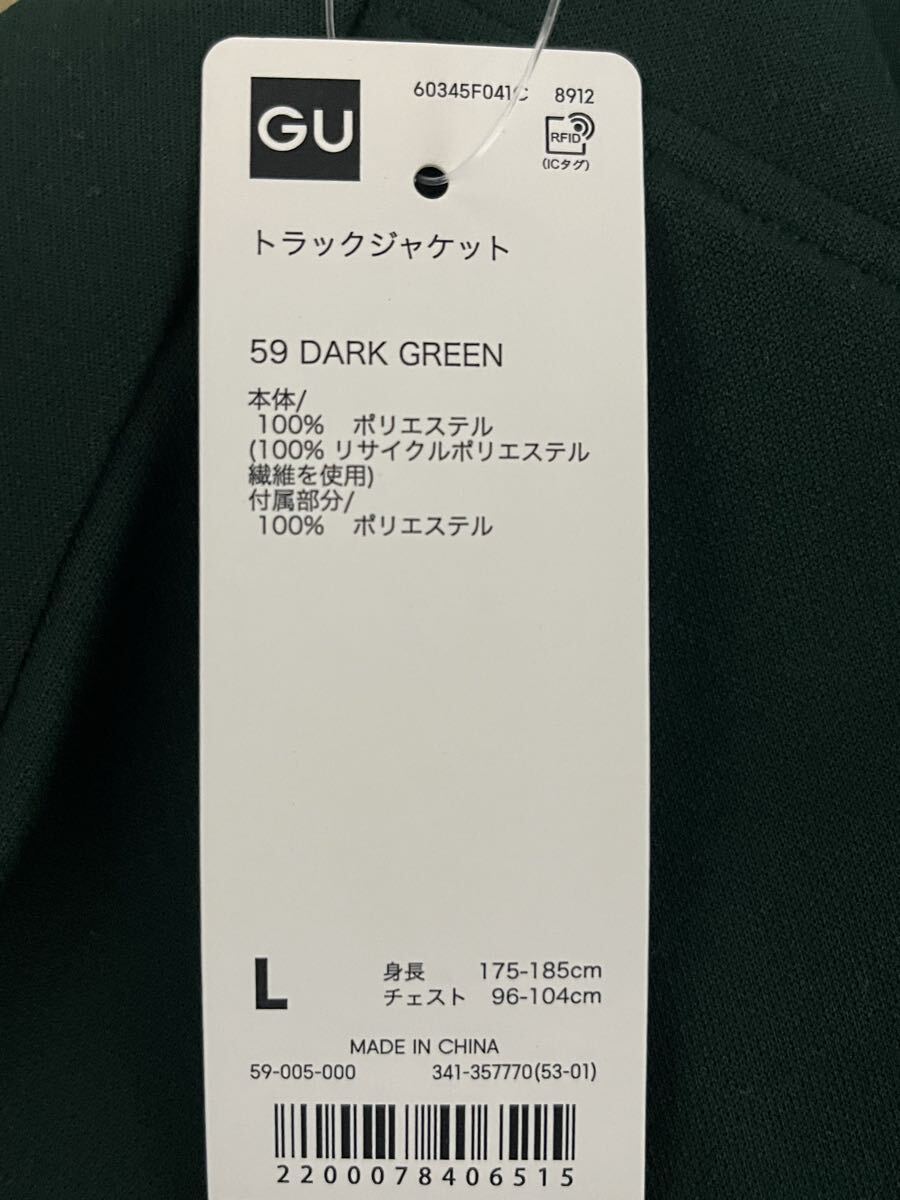 GU
60345F041C 8912
RFID
(ICタグ)
トラックジャケット
59 DARK GREEN
本体/
100% ポリエステル
(100% リサイクルポリエステル
繊維を使用)
付属部分/
100% ポリエステル
L
身長 175-185cm
チェスト 96-104cm
MADE IN CHINA
59-005-000 341-357770(53-01)
2200078406515